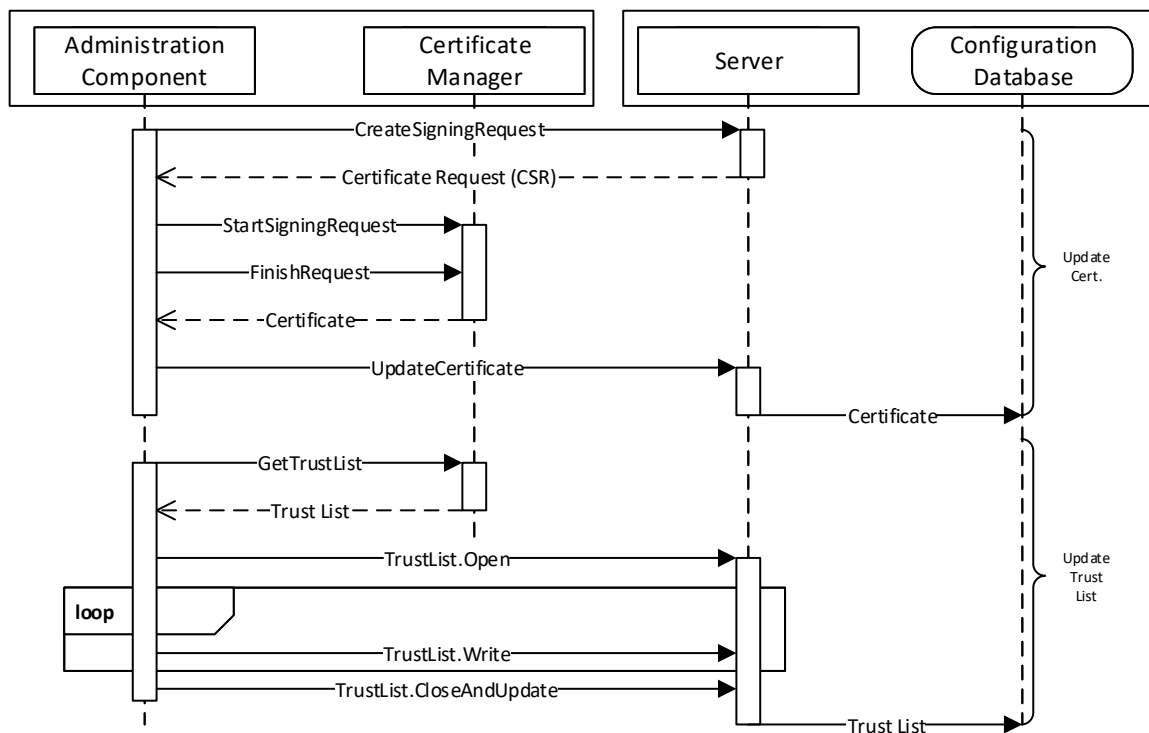 Administration
Component
Certificate
Manager
Server
Configuration
Database
CreateSigningRequest
Certificate Request (CSR)
StartSigningRequest
FinishRequest
Update
Cert.
Certificate
UpdateCertificate
Certificate
GetTrustList
Trust List
TrustList.Open
Update
Trust
List
loop
TrustList.Write
TrustList.CloseAndUpdate
Trust List